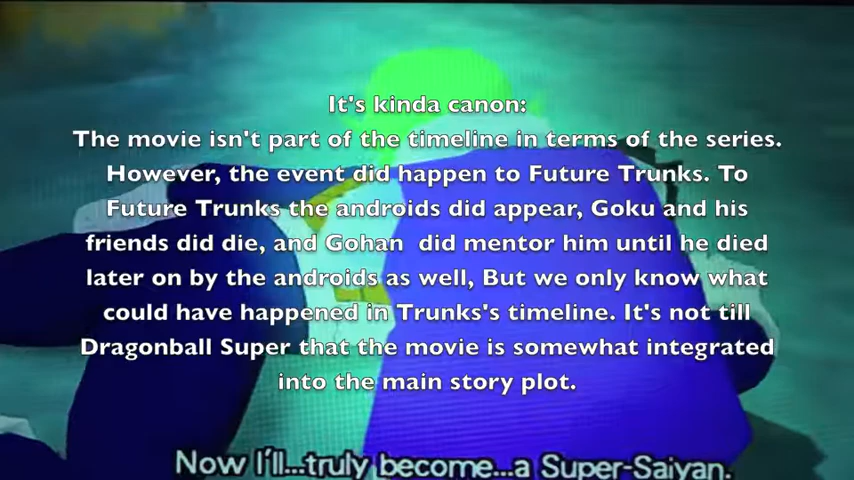 It's kinda canon:
The movie isn't part of the timeline in terms of the series.
However, the event did happen to Future Trunks. To
Future Trunks the androids did appear, Goku and his
friends did die, and Gohan did mentor him until he died
later on by the androids as well, But we only know what
could have happened in Trunks's timeline. It's not till
Dragonball Super that the movie is somewhat integrated
into the main story plot.
Now I'll...truly become...a Super-Saiyan.